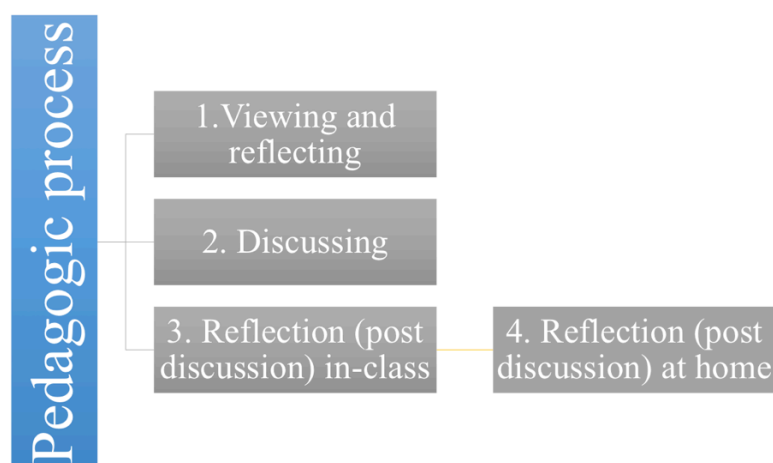 Pedagogic process
1.Viewing and
reflecting
2. Discussing
3. Reflection (post
discussion) in-class
4. Reflection (post
discussion) at home